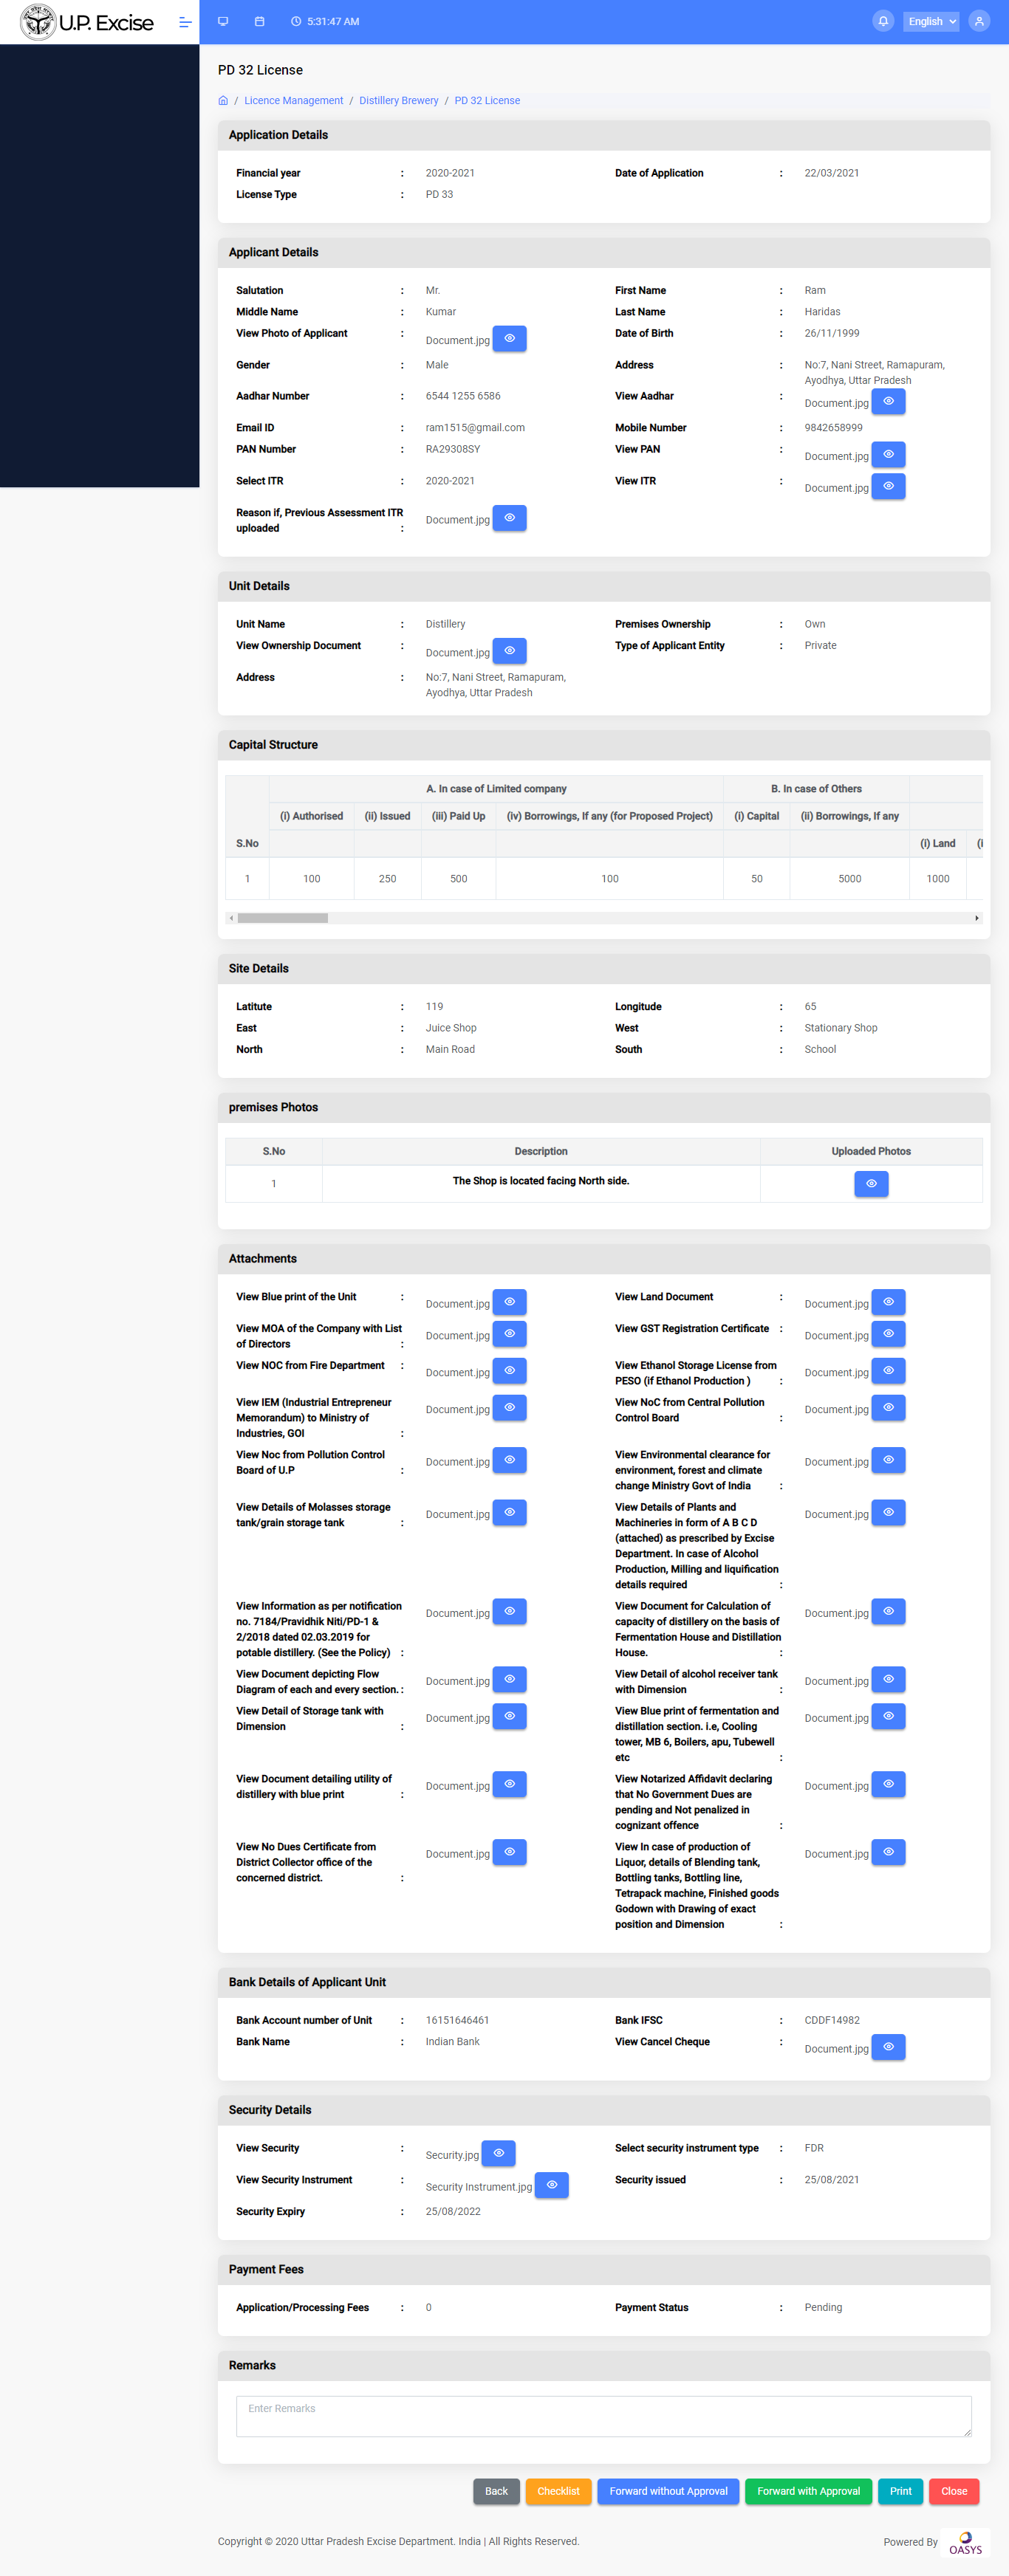 U.P. Excise
5:31:47 AM
English
PD 32 License
/ Licence Management / Distillery Brewery / PD 32 License
Application Details
Financial year : 2020-2021 Date of Application : 22/03/2021
License Type : PD 33
Applicant Details
Salutation : Mr. First Name : Ram
Middle Name : Kumar Last Name : Haridas
View Photo of Applicant : Document.jpg Date of Birth : 26/11/1999
Gender : Male Address : No:7, Nani Street, Ramapuram,
Ayodhya, Uttar Pradesh
Aadhar Number : 6544 1255 6586 View Aadhar : Document.jpg
Email ID : ram1515@gmail.com Mobile Number : 9842658999
PAN Number : RA29308SY View PAN : Document.jpg
Select ITR : 2020-2021 View ITR : Document.jpg
Reason if, Previous Assessment ITR
uploaded : Document.jpg
Unit Details
Unit Name : Distillery Premises Ownership : Own
View Ownership Document : Document.jpg Type of Applicant Entity : Private
Address : No:7, Nani Street, Ramapuram,
Ayodhya, Uttar Pradesh
Capital Structure
A. In case of Limited company B. In case of Others
(i) Authorised (ii) Issued (iii) Paid Up (iv) Borrowings, If any (for Proposed Project) (i) Capital (ii) Borrowings, If any
S.No (i) Land (i
1 100 250 500 100 50 5000 1000
Site Details
Latitute : 119 Longitude : 65
East : Juice Shop West : Stationary Shop
North : Main Road South : School
premises Photos
S.No Description Uploaded Photos
1 The Shop is located facing North side.
Attachments
View Blue print of the Unit : Document.jpg View Land Document : Document.jpg
View MOA of the Company with List
of Directors : Document.jpg View GST Registration Certificate : Document.jpg
View NOC from Fire Department : Document.jpg View Ethanol Storage License from
PESO (if Ethanol Production ) : Document.jpg
View IEM (Industrial Entrepreneur
Memorandum) to Ministry of
Industries, GOI : Document.jpg View NoC from Central Pollution
Control Board : Document.jpg
View Noc from Pollution Control
Board of U.P : Document.jpg View Environmental clearance for
environment, forest and climate
change Ministry Govt of India : Document.jpg
View Details of Molasses storage
tank/grain storage tank : Document.jpg View Details of Plants and
Machineries in form of A B C D
(attached) as prescribed by Excise
Department. In case of Alcohol
Production, Milling and liquification
details required : Document.jpg
View Information as per notification
no. 7184/Pravidhik Niti/PD-1 &
2/2018 dated 02.03.2019 for
potable distillery. (See the Policy) : Document.jpg View Document for Calculation of
capacity of distillery on the basis of
Fermentation House and Distillation
House. : Document.jpg
View Document depicting Flow
Diagram of each and every section. : Document.jpg View Detail of alcohol receiver tank
with Dimension : Document.jpg
View Detail of Storage tank with
Dimension : Document.jpg View Blue print of fermentation and
distillation section. i.e, Cooling
tower, MB 6, Boilers, apu, Tubewell
etc : Document.jpg
View Document detailing utility of
distillery with blue print : Document.jpg View Notarized Affidavit declaring
that No Government Dues are
pending and Not penalized in
cognizant offence : Document.jpg
View No Dues Certificate from
District Collector office of the
concerned district. : Document.jpg View In case of production of
Liquor, details of Blending tank,
Bottling tanks, Bottling line,
Tetrapack machine, Finished goods
Godown with Drawing of exact
position and Dimension : Document.jpg
Bank Details of Applicant Unit
Bank Account number of Unit : 16151646461 Bank IFSC : CDDF14982
Bank Name : Indian Bank View Cancel Cheque : Document.jpg
Security Details
View Security : Security.jpg Select security instrument type : FDR
View Security Instrument : Security Instrument.jpg Security issued : 25/08/2021
Security Expiry : 25/08/2022
Payment Fees
Application/Processing Fees : 0 Payment Status : Pending
Remarks
Enter Remarks
Back Checklist Forward without Approval Forward with Approval Print Close
Copyright © 2020 Uttar Pradesh Excise Department. India | All Rights Reserved. Powered By OASYS